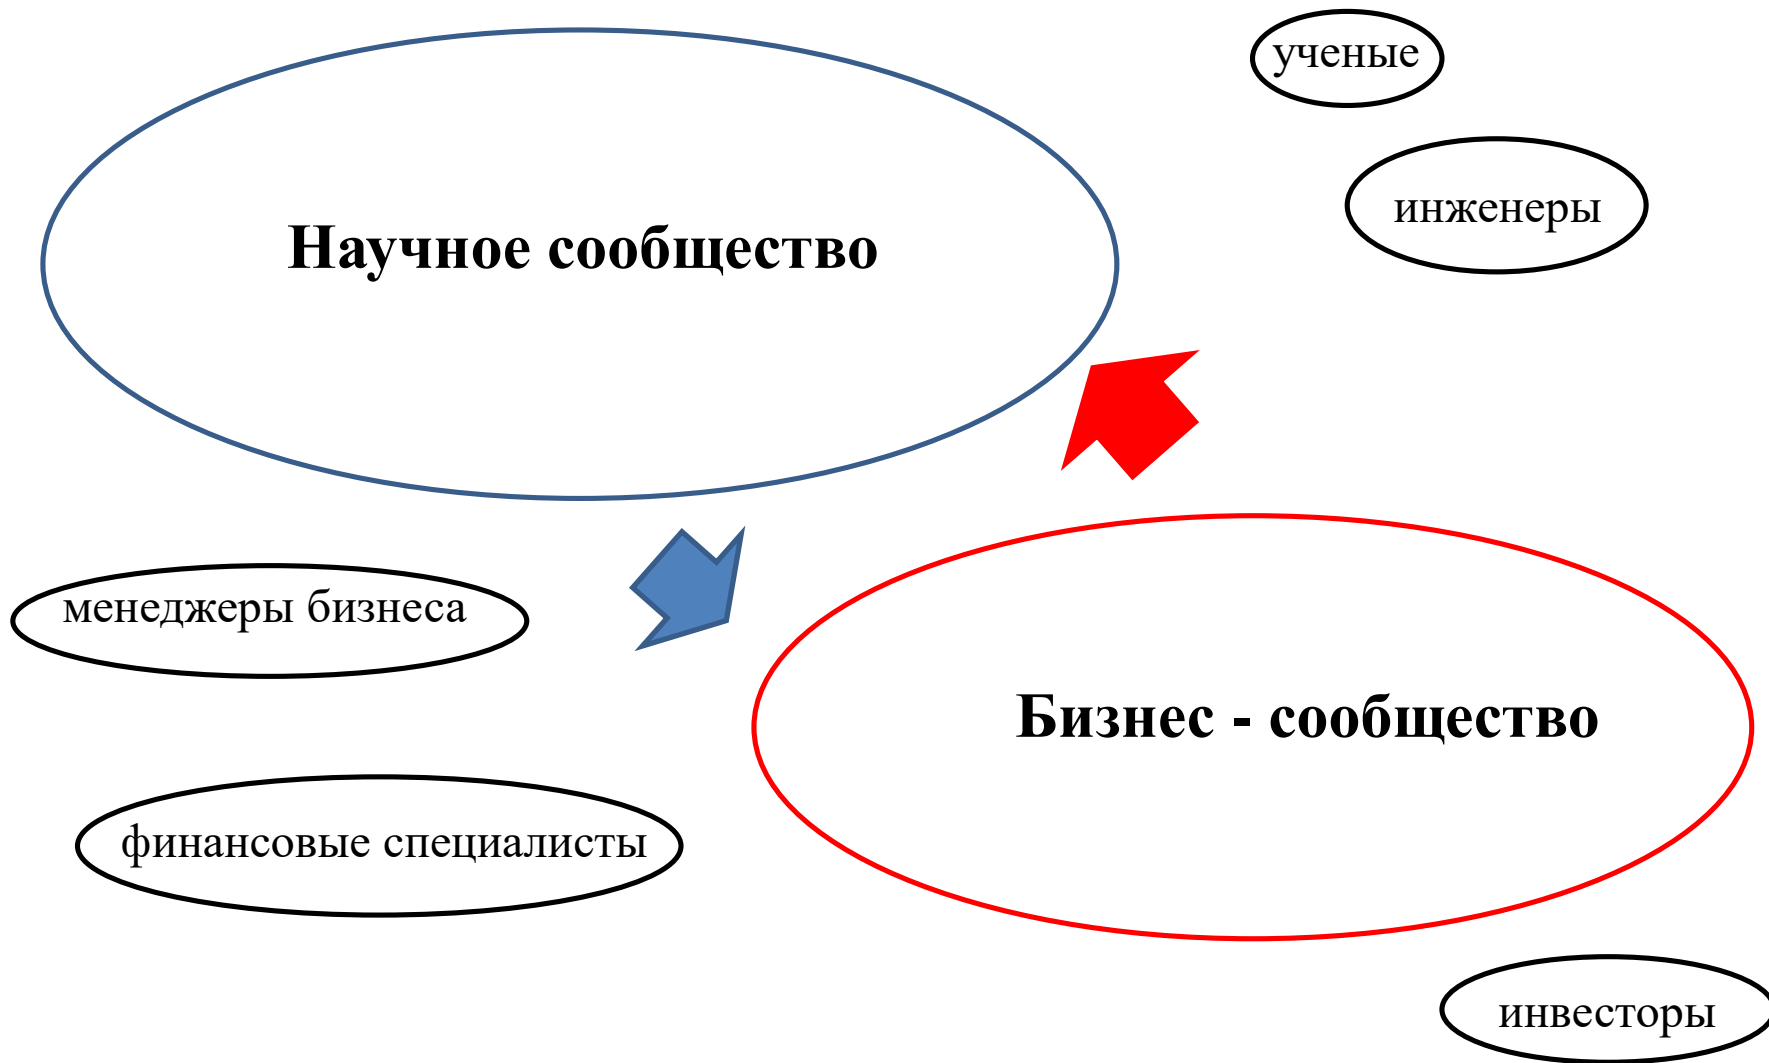 ученые
инженеры
Научное сообщество
менеджеры бизнеса
Бизнес - сообщество
финансовые специалисты
инвесторы